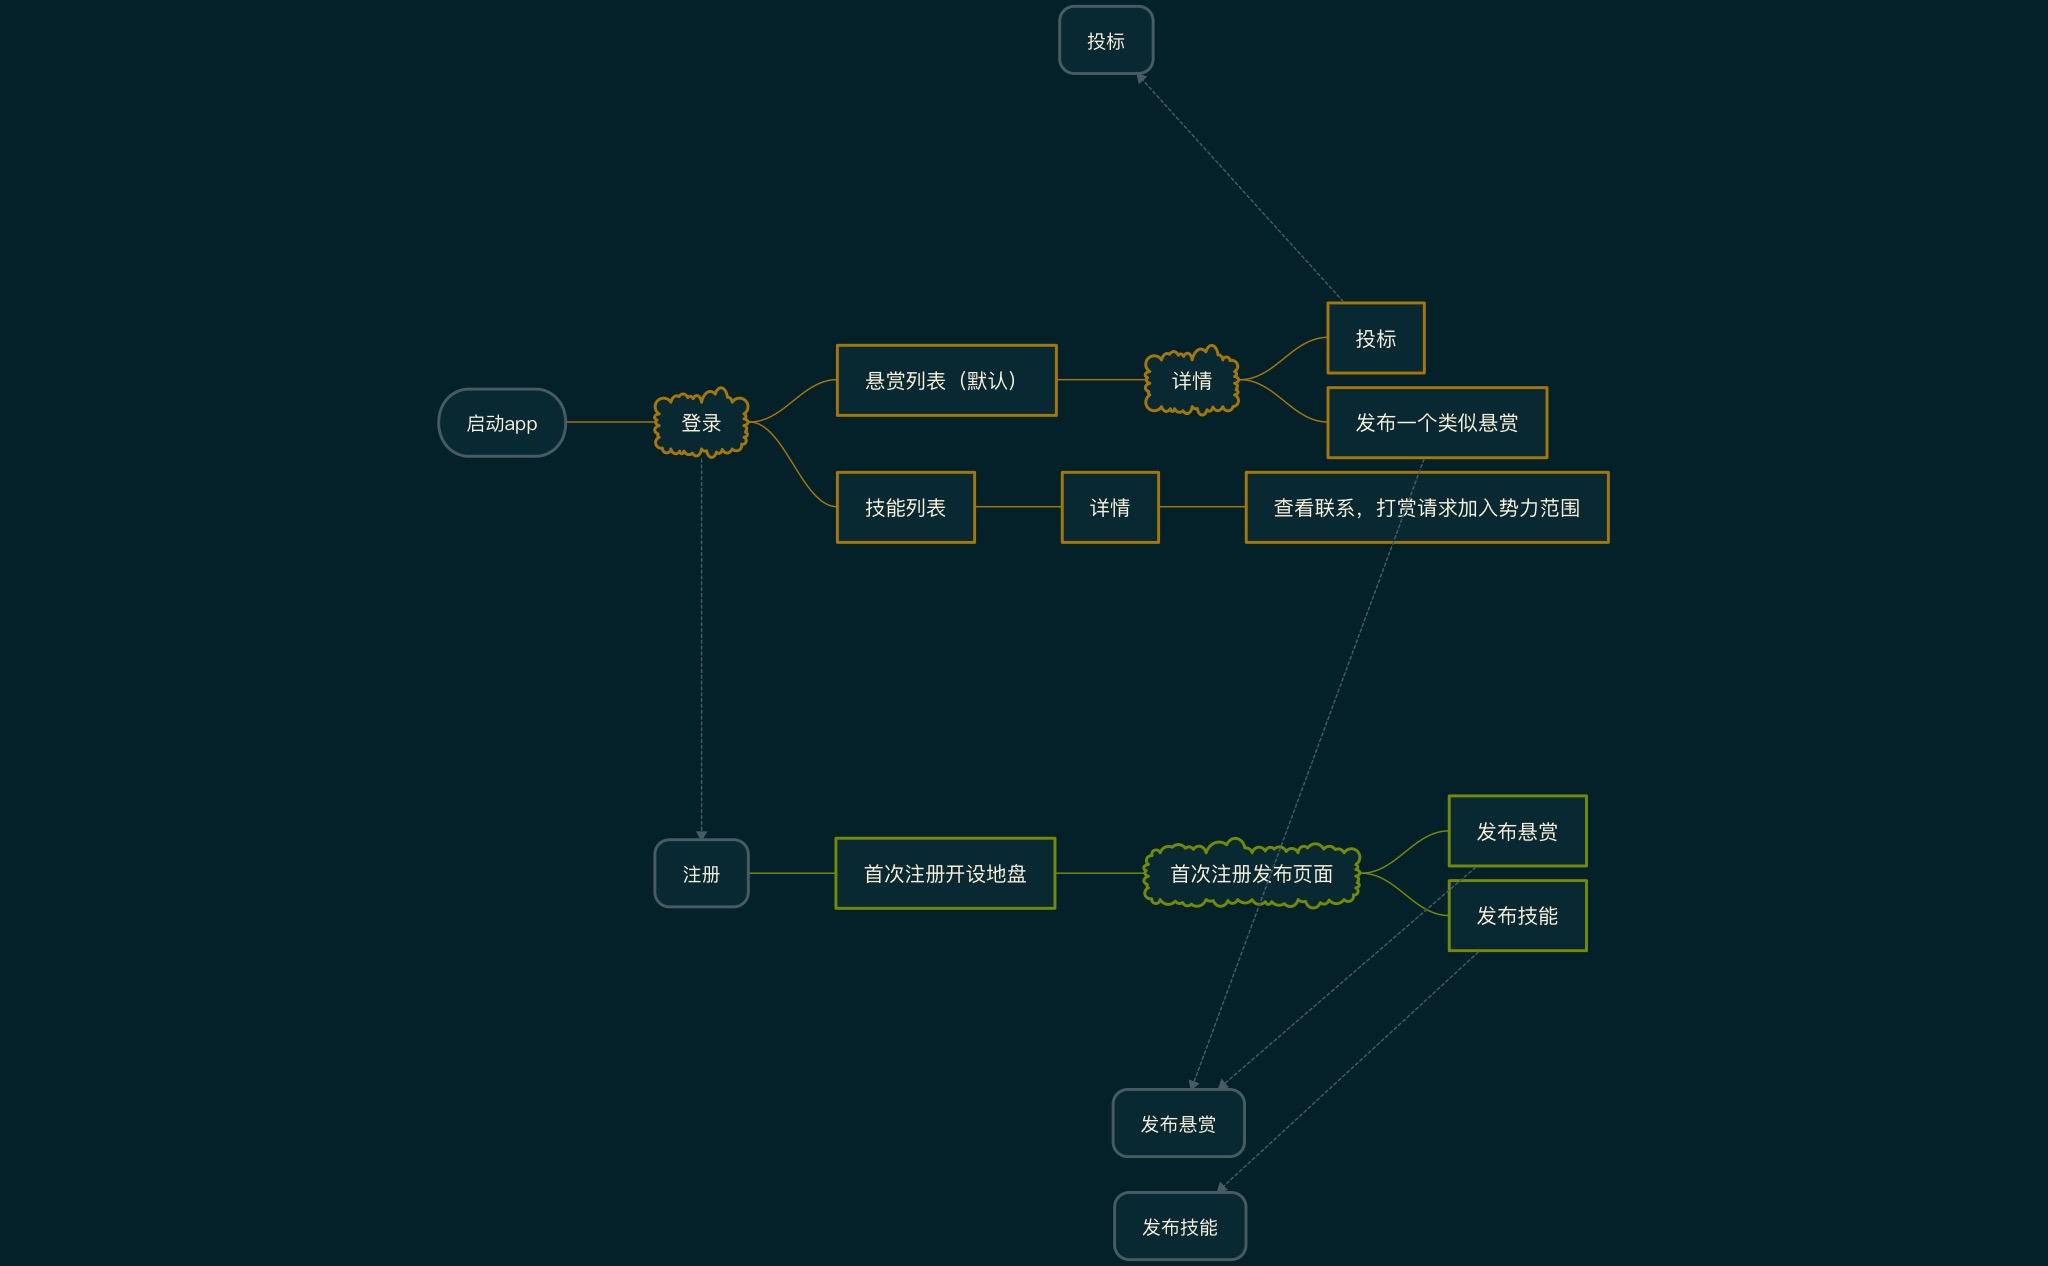 投标
投标
悬赏列表（默认）
详情
启动app
登录
发布一个类似悬赏
技能列表
详情
查看联系，打赏请求加入势力范围
发布悬赏
注册
首次注册开设地盘
首次注册发布页面
发布技能
发布悬赏
发布技能